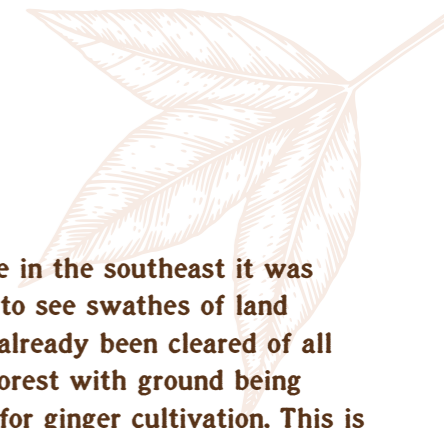 e in the southeast it was
to see swathes of land
already been cleared of all
orest with ground being
for ginger cultivation. This is